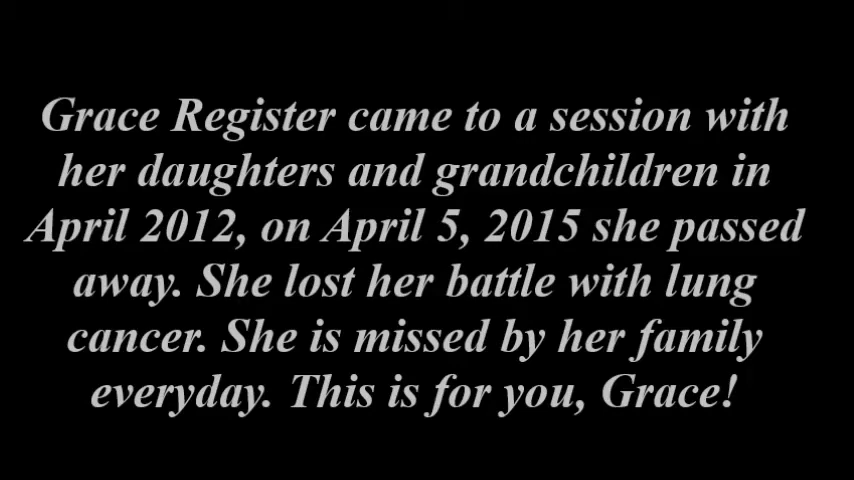 Grace Register came to a session with
her daughters and grandchildren in
April 2012, on April 5, 2015 she passed
away. She lost her battle with lung
cancer. She is missed by her family
everyday. This is for you, Grace!